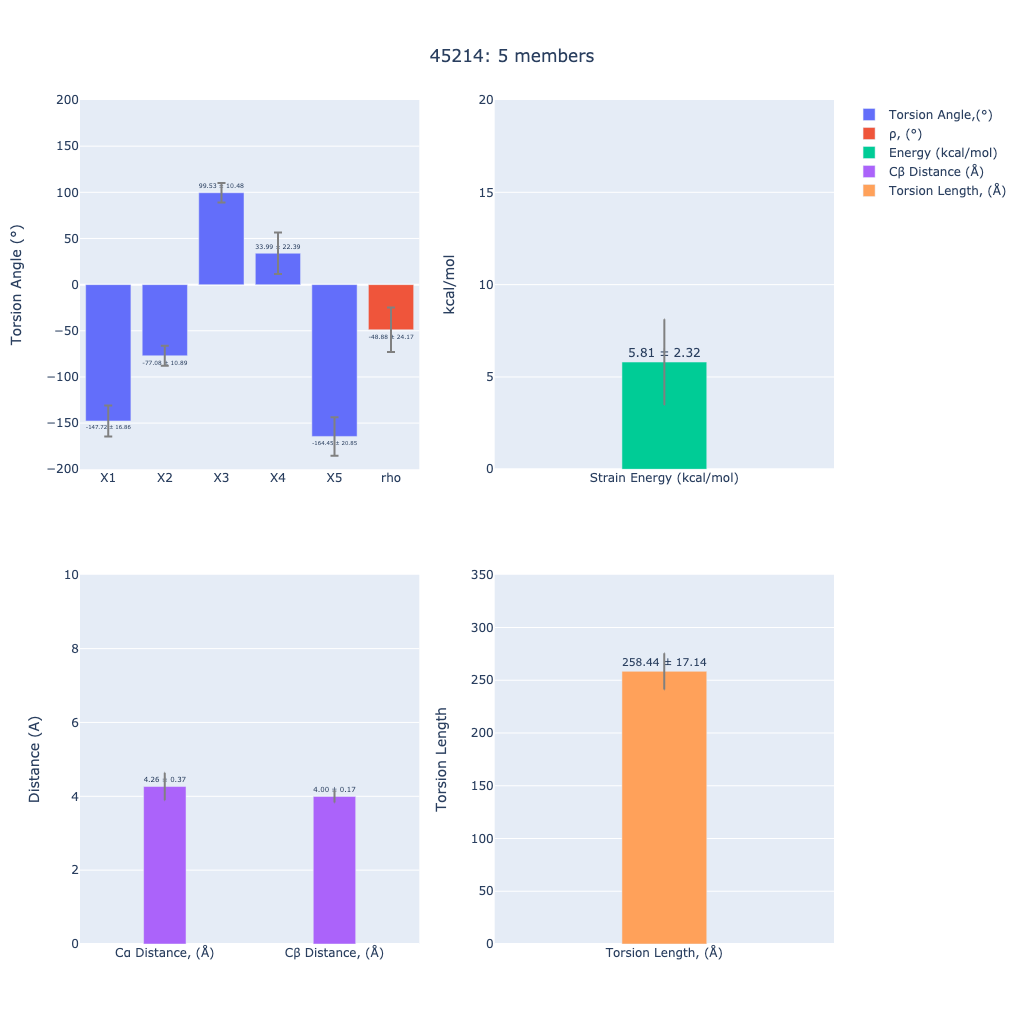 45214: 5 members
Torsion Angle (°)
200
150
100
50
0
−50
−100
−150
−200
99.53 ± 10.48
33.99 ± 22.39
-48.88 ± 24.17
-77.08 ± 10.89
-147.72 ± 16.86
-164.45 ± 20.85
X1 X2 X3 X4 X5 rho
kcal/mol
20
15
10
5
0
5.81 ± 2.32
Strain Energy (kcal/mol)
Torsion Angle,(°)
ρ, (°)
Energy (kcal/mol)
Cβ Distance (Å)
Torsion Length, (Å)
Distance (A)
10
8
6
4
2
0
4.26 ± 0.37
4.00 ± 0.17
Cα Distance, (Å) Cβ Distance, (Å)
Torsion Length
350
300
250
200
150
100
50
0
258.44 ± 17.14
Torsion Length, (Å)